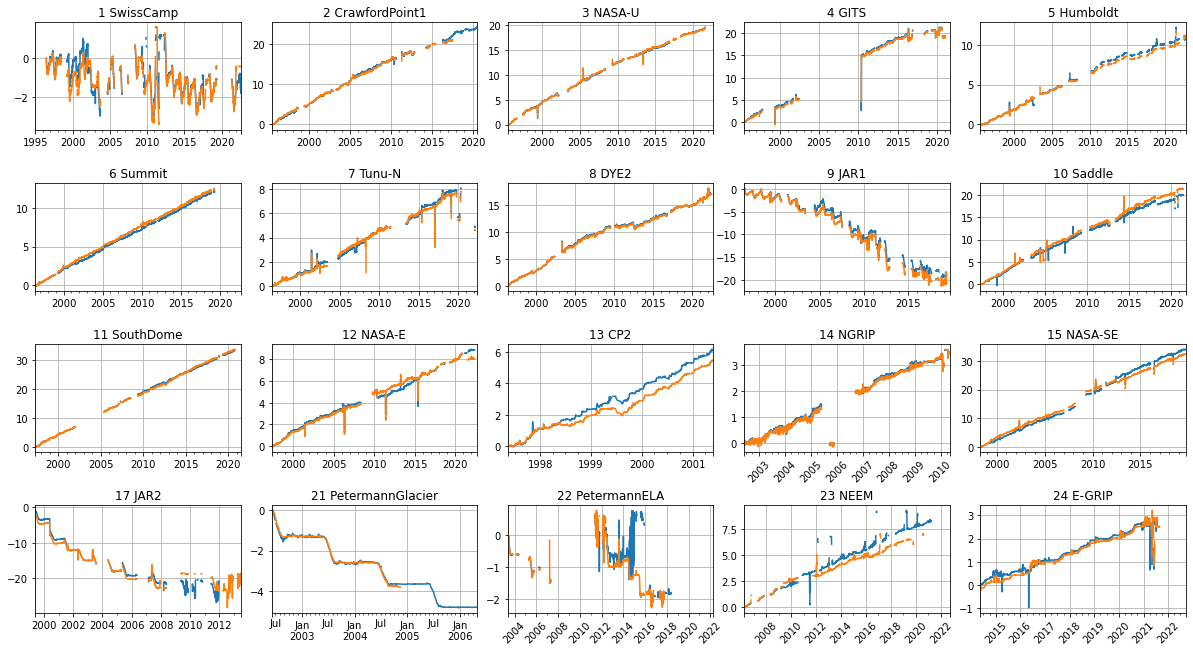 1 SwissCamp
2 CrawfordPoint1
3 NASA-U
4 GITS
5 Humboldt
0
−2
1995 2000 2005 2010 2015 2020
20
10
0
2000 2005 2010 2015 2020
20
15
10
5
0
2000 2005 2010 2015 2020
20
15
10
5
0
2000 2005 2010 2015 2020
10
5
0
2000 2005 2010 2015 2020
6 Summit
7 Tunu-N
8 DYE2
9 JAR1
10 Saddle
10
5
0
2000 2005 2010 2015 2020
8
6
4
2
0
2000 2005 2010 2015 2020
15
10
5
0
2000 2005 2010 2015 2020
0
−5
−10
−15
−20
2000 2005 2010 2015
20
15
10
5
0
2000 2005 2010 2015 2020
11 SouthDome
12 NASA-E
13 CP2
14 NGRIP
15 NASA-SE
30
20
10
0
2000 2005 2010 2015 2020
8
6
4
2
0
2000 2005 2010 2015 2020
6
4
2
0
1998 1999 2000 2001
3
2
1
0
2003 2004 2005 2006 2007 2008 2009 2010
30
20
10
0
2000 2005 2010 2015
17 JAR2
21 PetermannGlacier
22 PetermannELA
23 NEEM
24 E-GRIP
0
−10
−20
2000 2002 2004 2006 2008 2010 2012
0
−2
−4
Jul Jan Jul Jan Jul Jan Jul Jan
2003 2004 2005 2006
0
−1
−2
2004 2006 2008 2010 2012 2014 2016 2018 2020 2022
7.5
5.0
2.5
0.0
2008 2010 2012 2014 2016 2018 2020 2022
3
2
1
0
−1
2015 2016 2017 2018 2019 2020 2021 2022